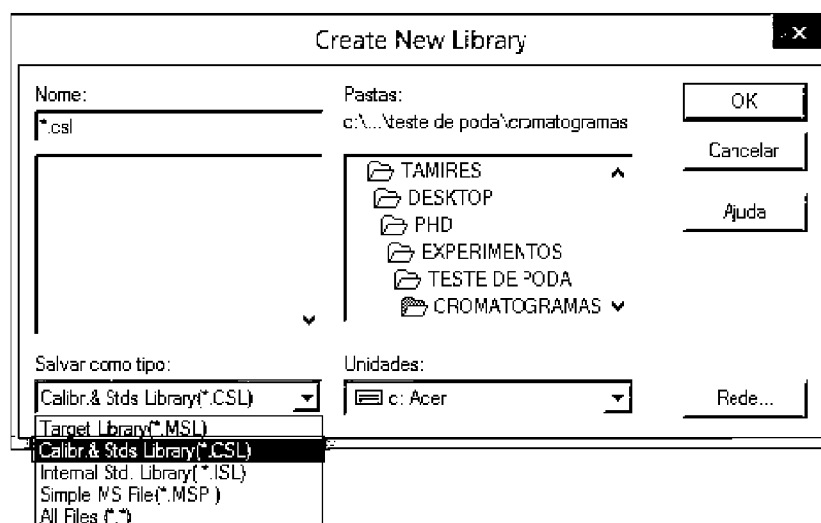 Create New Library
Nome:
*.csl
Pastas:
c:\...\teste de poda\cromatogramas
TAMIRES
DESKTOP
PHD
EXPERIMENTOS
TESTE DE PODA
CROMATOGRAMAS
OK
Cancelar
Ajuda
Salvar como tipo:
Calibr.& Stds Library(*.CSL)
Target Library(*.MSL)
Calibr.& Stds Library(*.CSL)
Internal Std. Library( *.ISL)
Simple MS File(*.MSP )
All Files (*.*)
Unidades:
c: Acer
Rede...